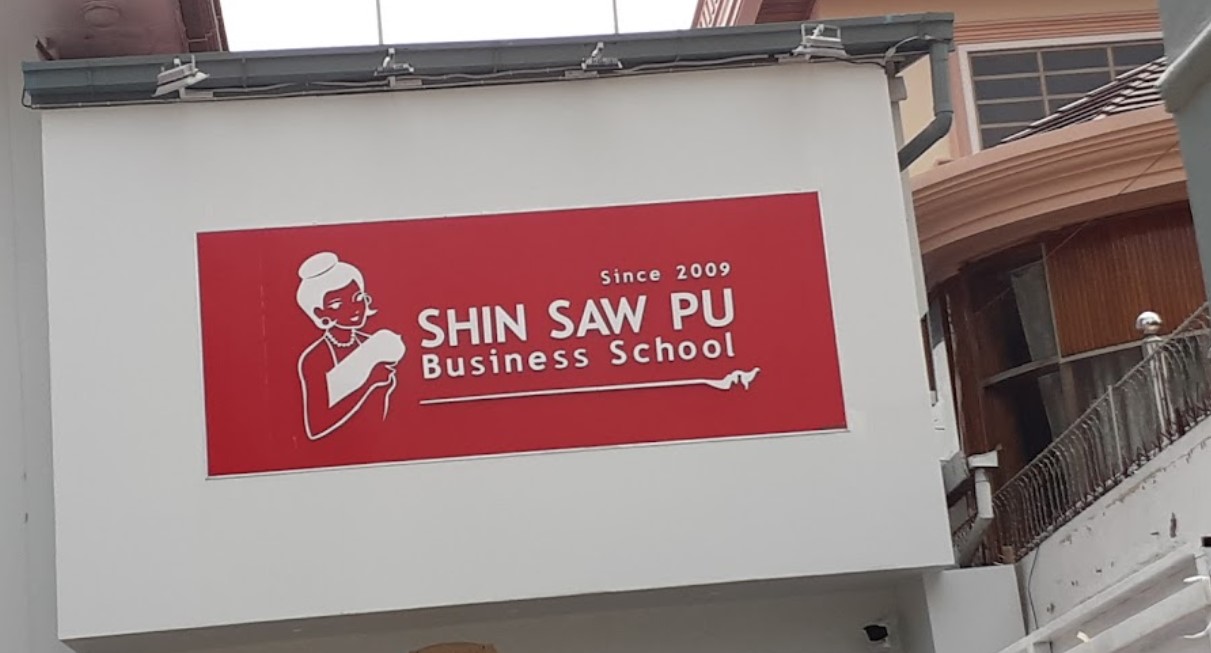 Since 2009
SHIN SAW PU
Business School